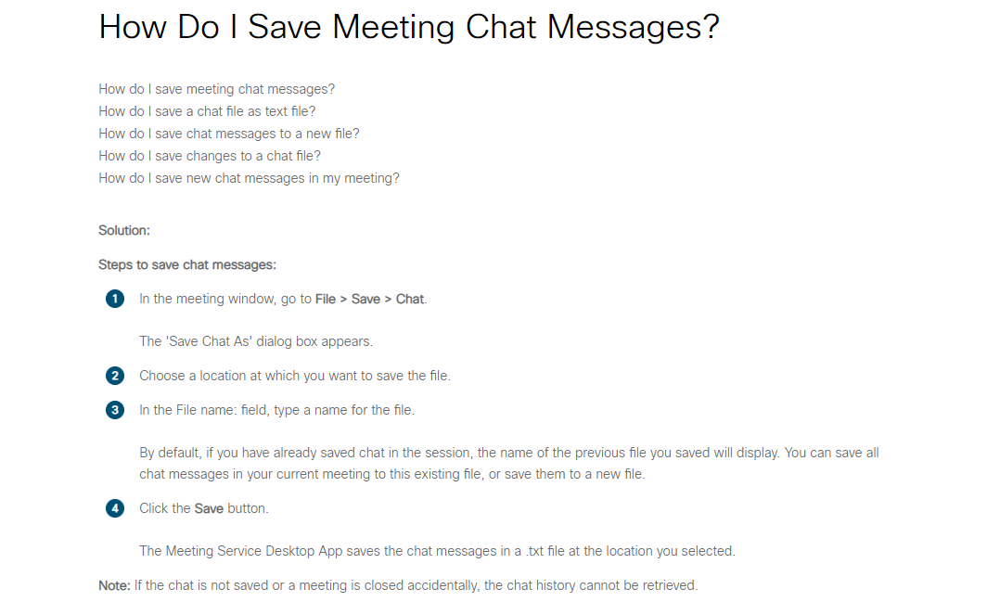 How Do I Save Meeting Chat Messages?
How do I save meeting chat messages?
How do I save a chat file as text file?
How do I save chat messages to a new file?
How do I save changes to a chat file?
How do I save new chat messages in my meeting?
Solution:
Steps to save chat messages:
1 In the meeting window, go to File > Save > Chat.
The 'Save Chat As' dialog box appears.
2 Choose a location at which you want to save the file.
3 In the File name: field, type a name for the file.
By default, if you have already saved chat in the session, the name of the previous file you saved will display. You can save all
chat messages in your current meeting to this existing file, or save them to a new file.
4 Click the Save button.
The Meeting Service Desktop App saves the chat messages in a .txt file at the location you selected.
Note: If the chat is not saved or a meeting is closed accidentally, the chat history cannot be retrieved.